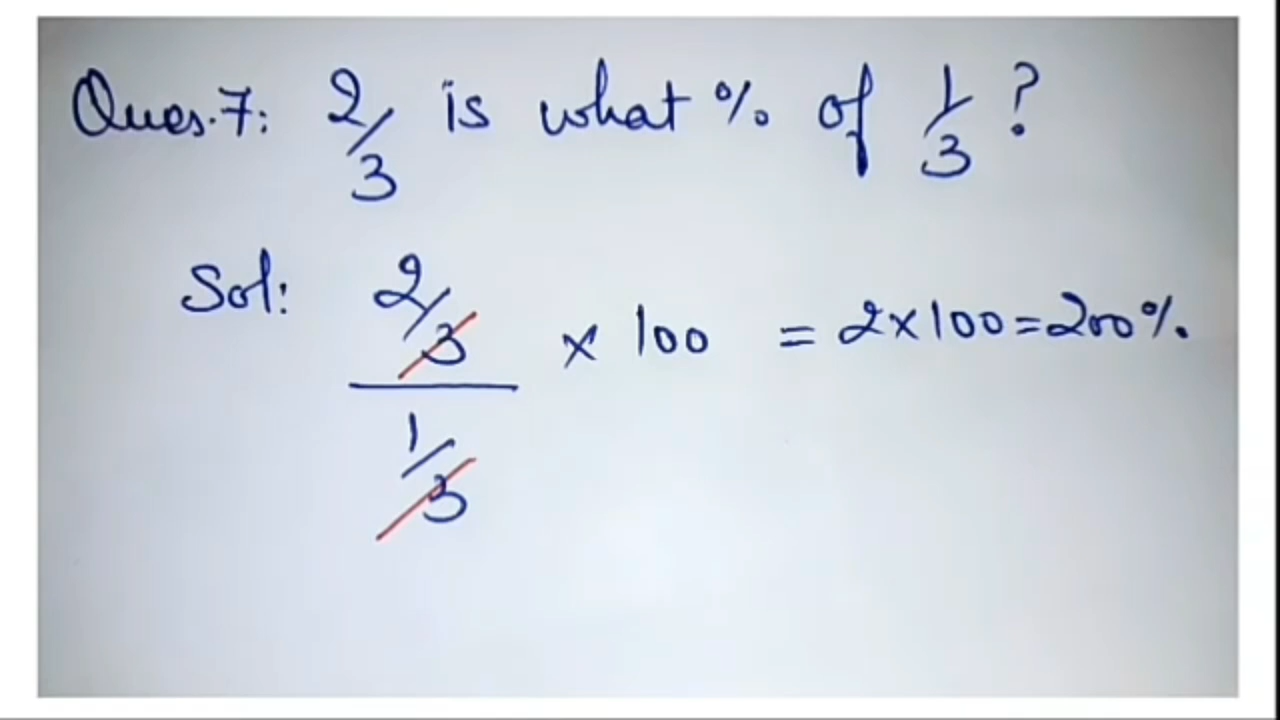 Ques.7: 2/3 is what % of 1/3 ?
Sol: 2/3 / 1/3 × 100 = 2×100=200%.